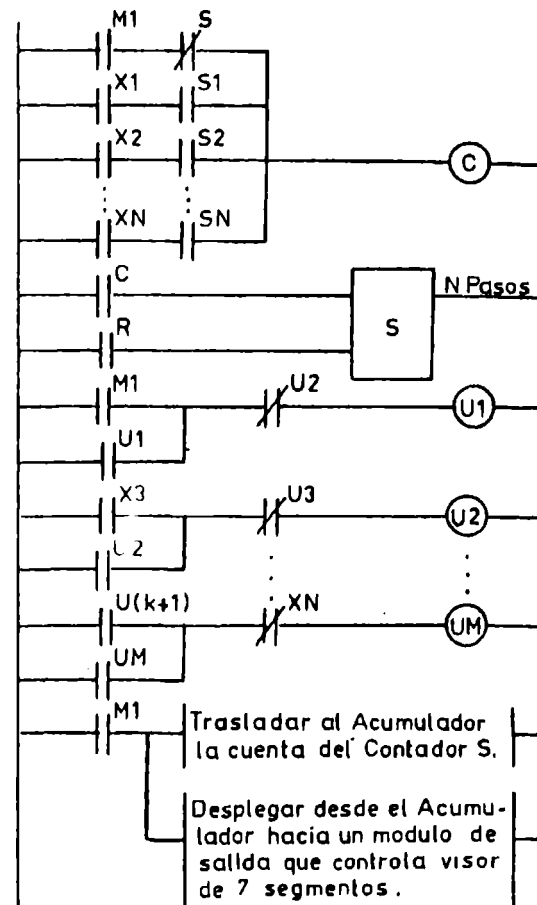 M1 S
X1 S1
X2 S2
C
XN SN
C
N Pasos
S
R
M1 U2
U1
U1
X3 U3
U2
U2
U(k+1) XN
UM
UM
M1
Trasladar al Acumulador
la cuenta del Contador S.
Desplegar desde el Acumu-
lador hacia un modulo de
salida que controla visor
de 7 segmentos.